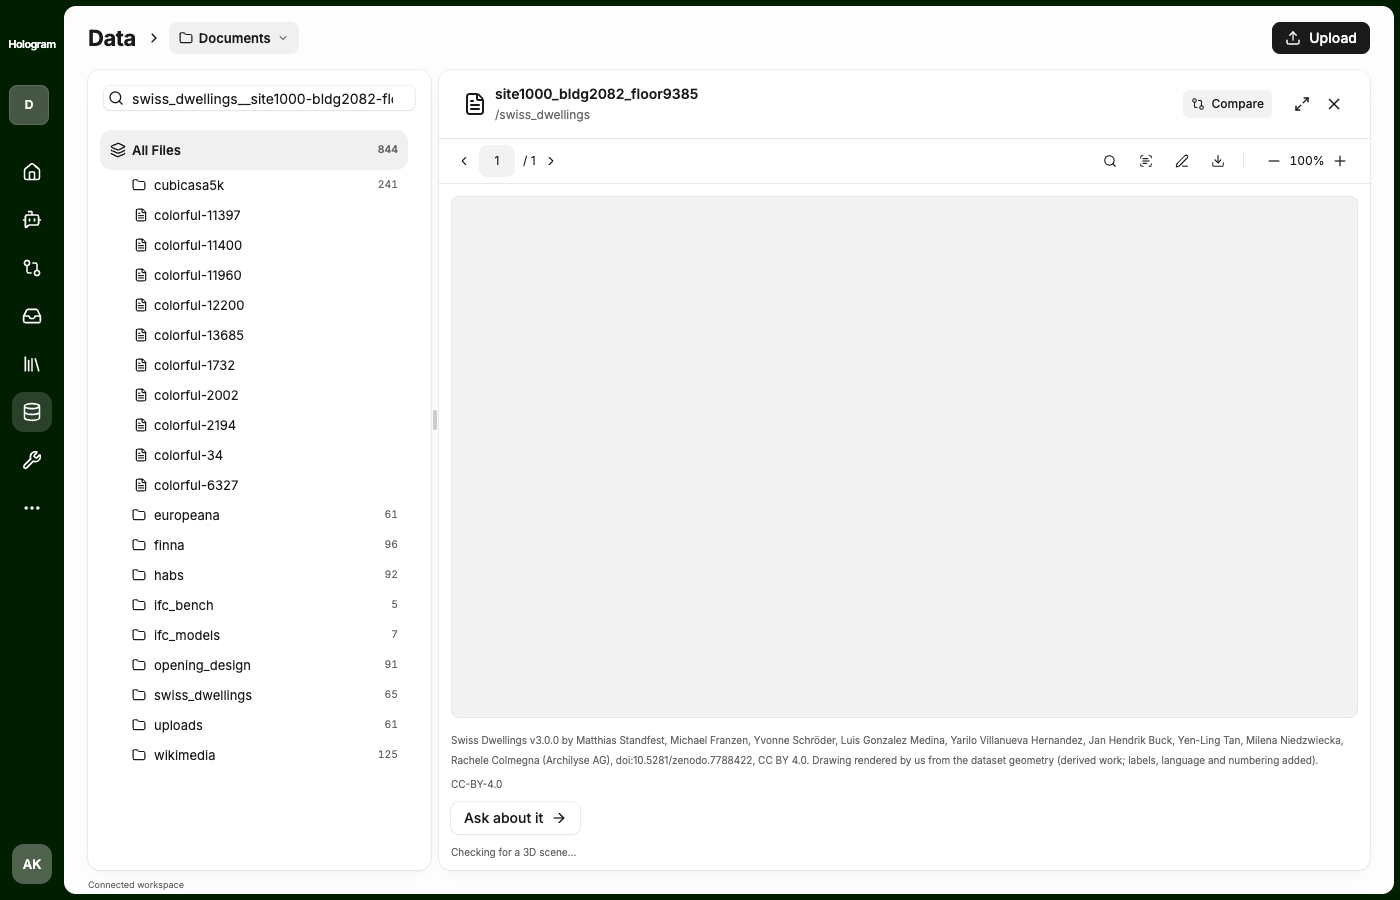 Hologram
D
AK
Data
Documents
Upload
swiss_dwellings__site1000-bldg2082-flo
All Files 844
cubicasa5k 241
colorful-11397
colorful-11400
colorful-11960
colorful-12200
colorful-13685
colorful-1732
colorful-2002
colorful-2194
colorful-34
colorful-6327
europeana 61
finna 96
habs 92
ifc_bench 5
ifc_models 7
opening_design 91
swiss_dwellings 65
uploads 61
wikimedia 125
site1000_bldg2082_floor9385
/swiss_dwellings
Compare
1 / 1
100%
Swiss Dwellings v3.0.0 by Matthias Standfest, Michael Franzen, Yvonne Schröder, Luis Gonzalez Medina, Yarilo Villanueva Hernandez, Jan Hendrik Buck, Yen-Ling Tan, Milena Niedzwiecka,
Rachele Colmegna (Archilyse AG), doi:10.5281/zenodo.7788422, CC BY 4.0. Drawing rendered by us from the dataset geometry (derived work; labels, language and numbering added).
CC-BY-4.0
Ask about it
Checking for a 3D scene...
Connected workspace